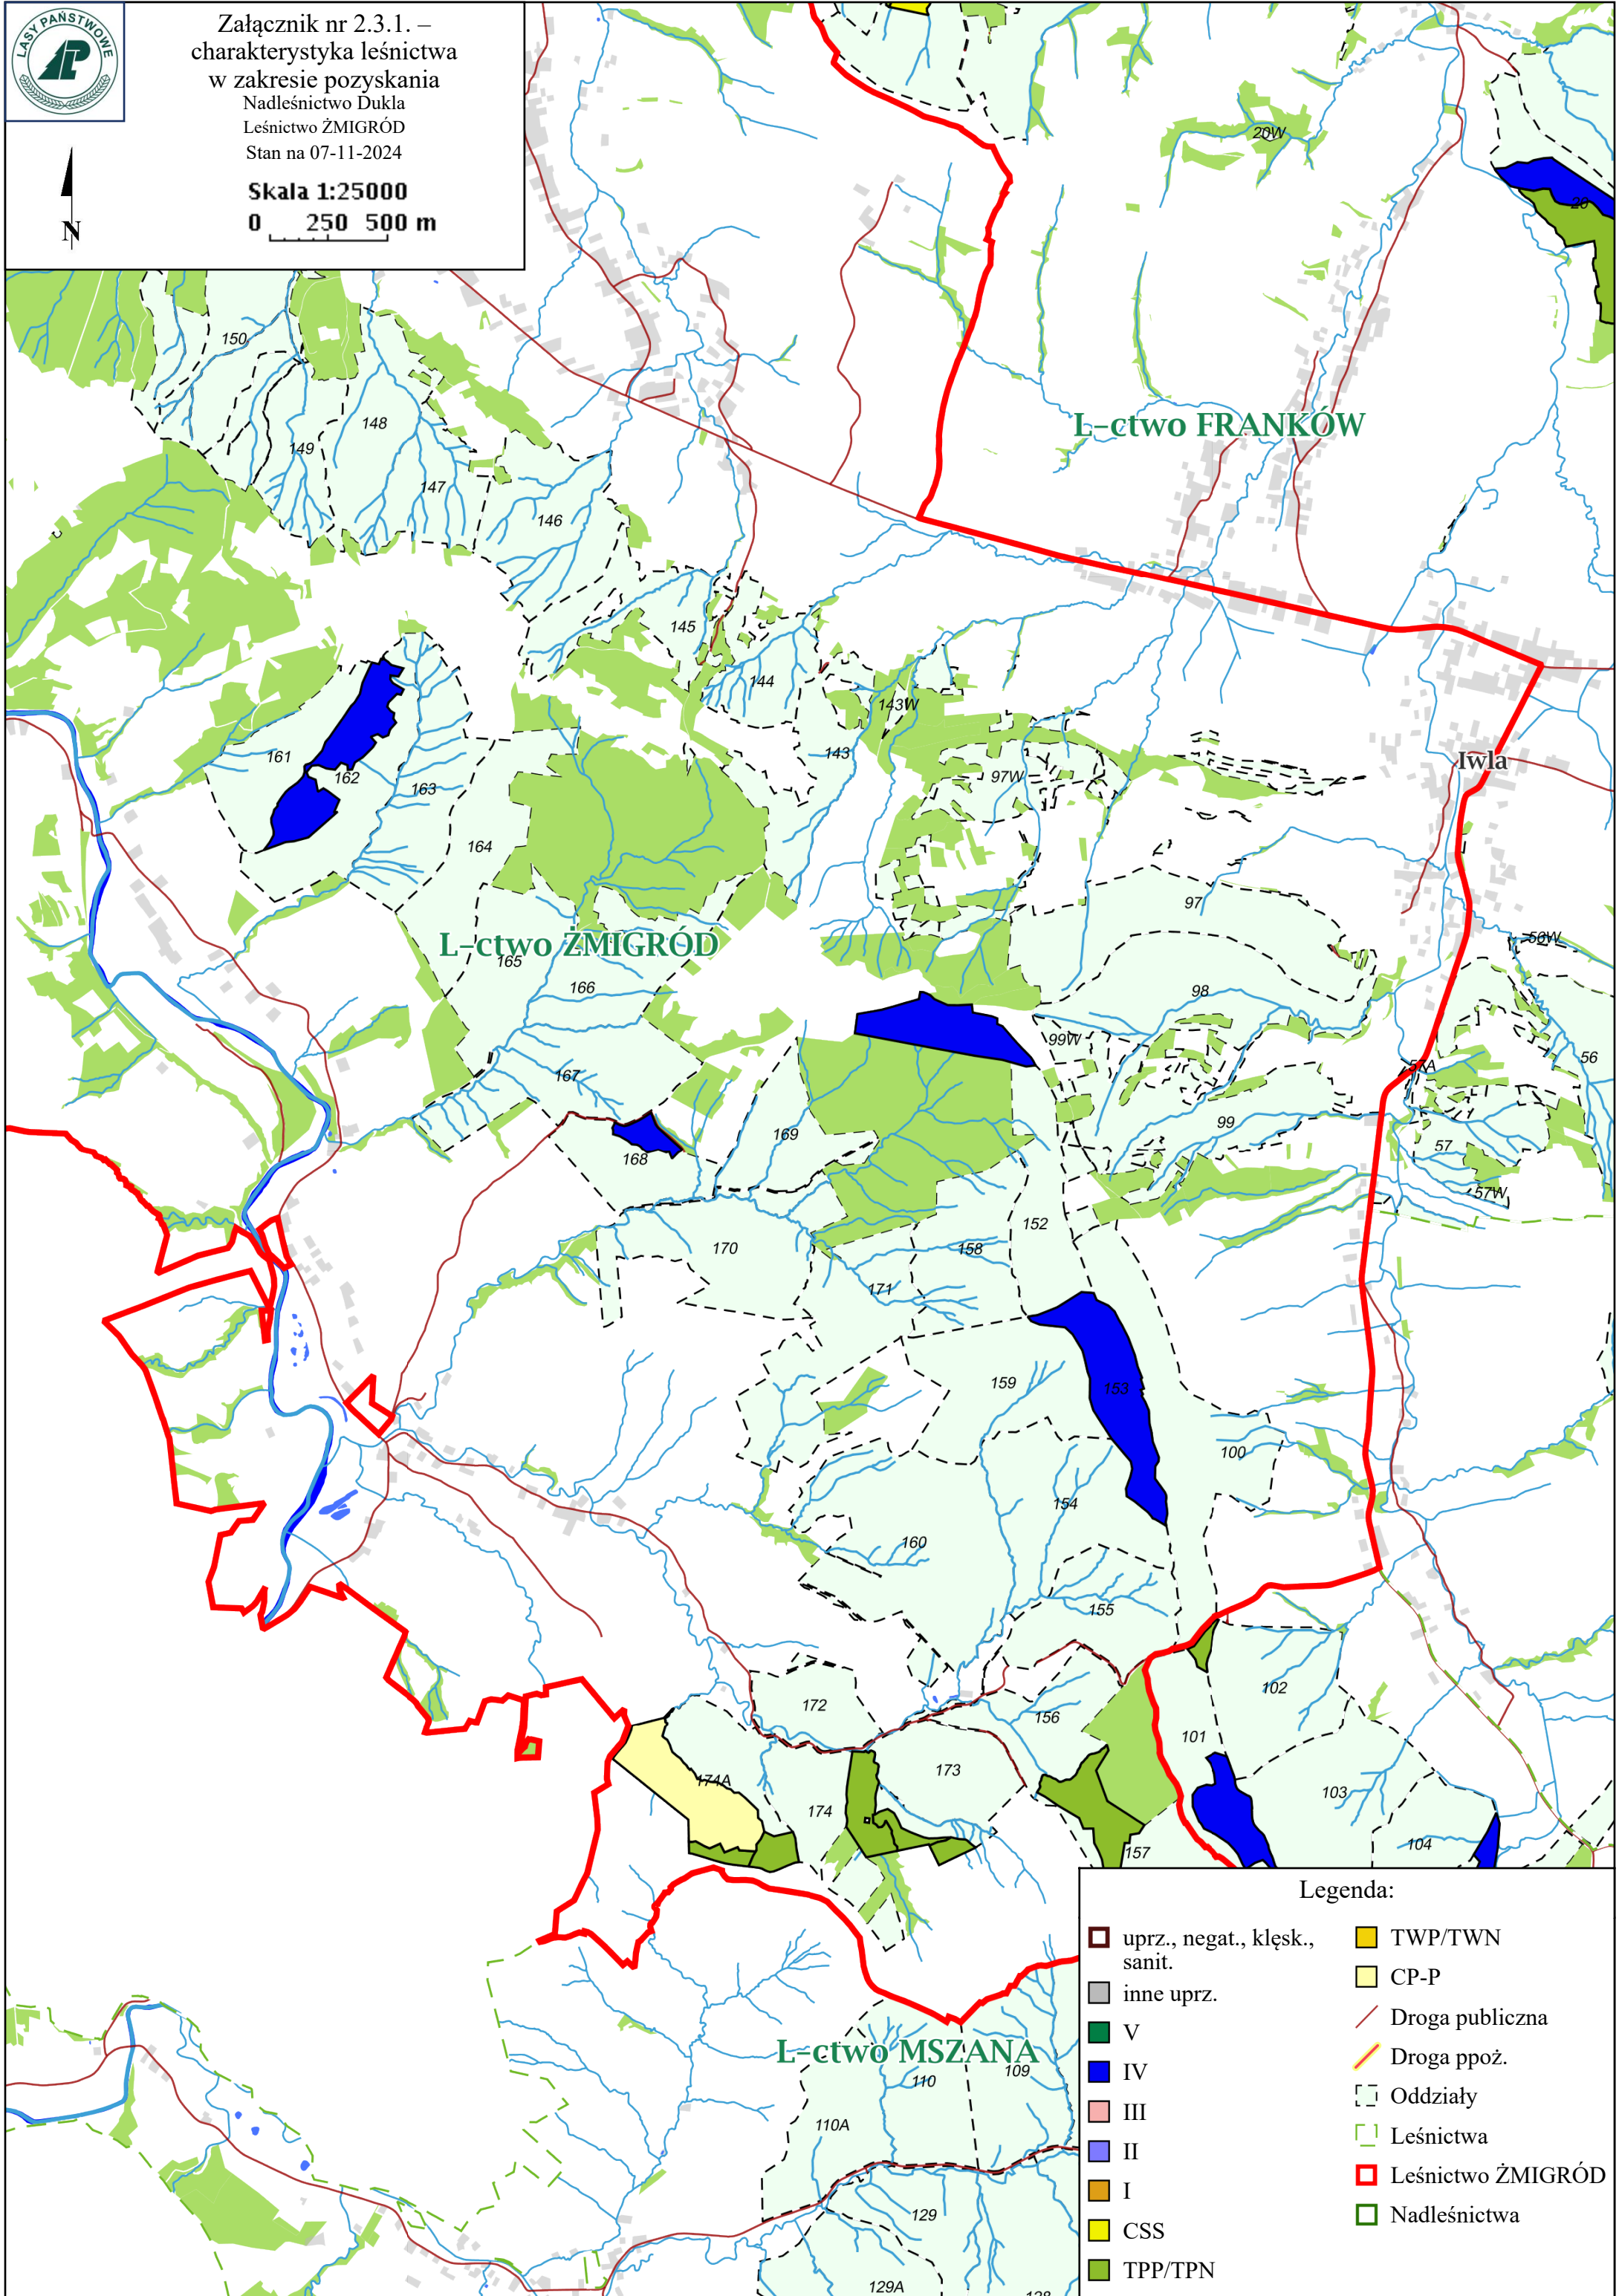 LASY PAŃSTWOWE
Załącznik nr 2.3.1. –
charakterystyka leśnictwa
w zakresie pozyskania
Nadleśnictwo Dukla
Leśnictwo ŻMIGRÓD
Stan na 07-11-2024
Skala 1:25000
0 250 500 m
N
20W
20
150
148
149
147
146
L-ctwo FRANKÓW
145
144
143W
143
161
162
163
97W
Iwla
164
97
L-ctwo ŻMIGRÓD
165
166
98
56W
99W
56
57A
167
99
169
168
57
57W
152
170
158
171
159
153
100
154
160
155
102
172
156
101
173
174A
174
103
104
157
L-ctwo MSZANA
109
110
110A
129
129A
128
Legenda:
uprz., negat., klęsk.,
sanit.
inne uprz.
V
IV
III
II
I
CSS
TPP/TPN
TWP/TWN
CP-P
Droga publiczna
Droga ppoż.
Oddziały
Leśnictwa
Leśnictwo ŻMIGRÓD
Nadleśnictwa